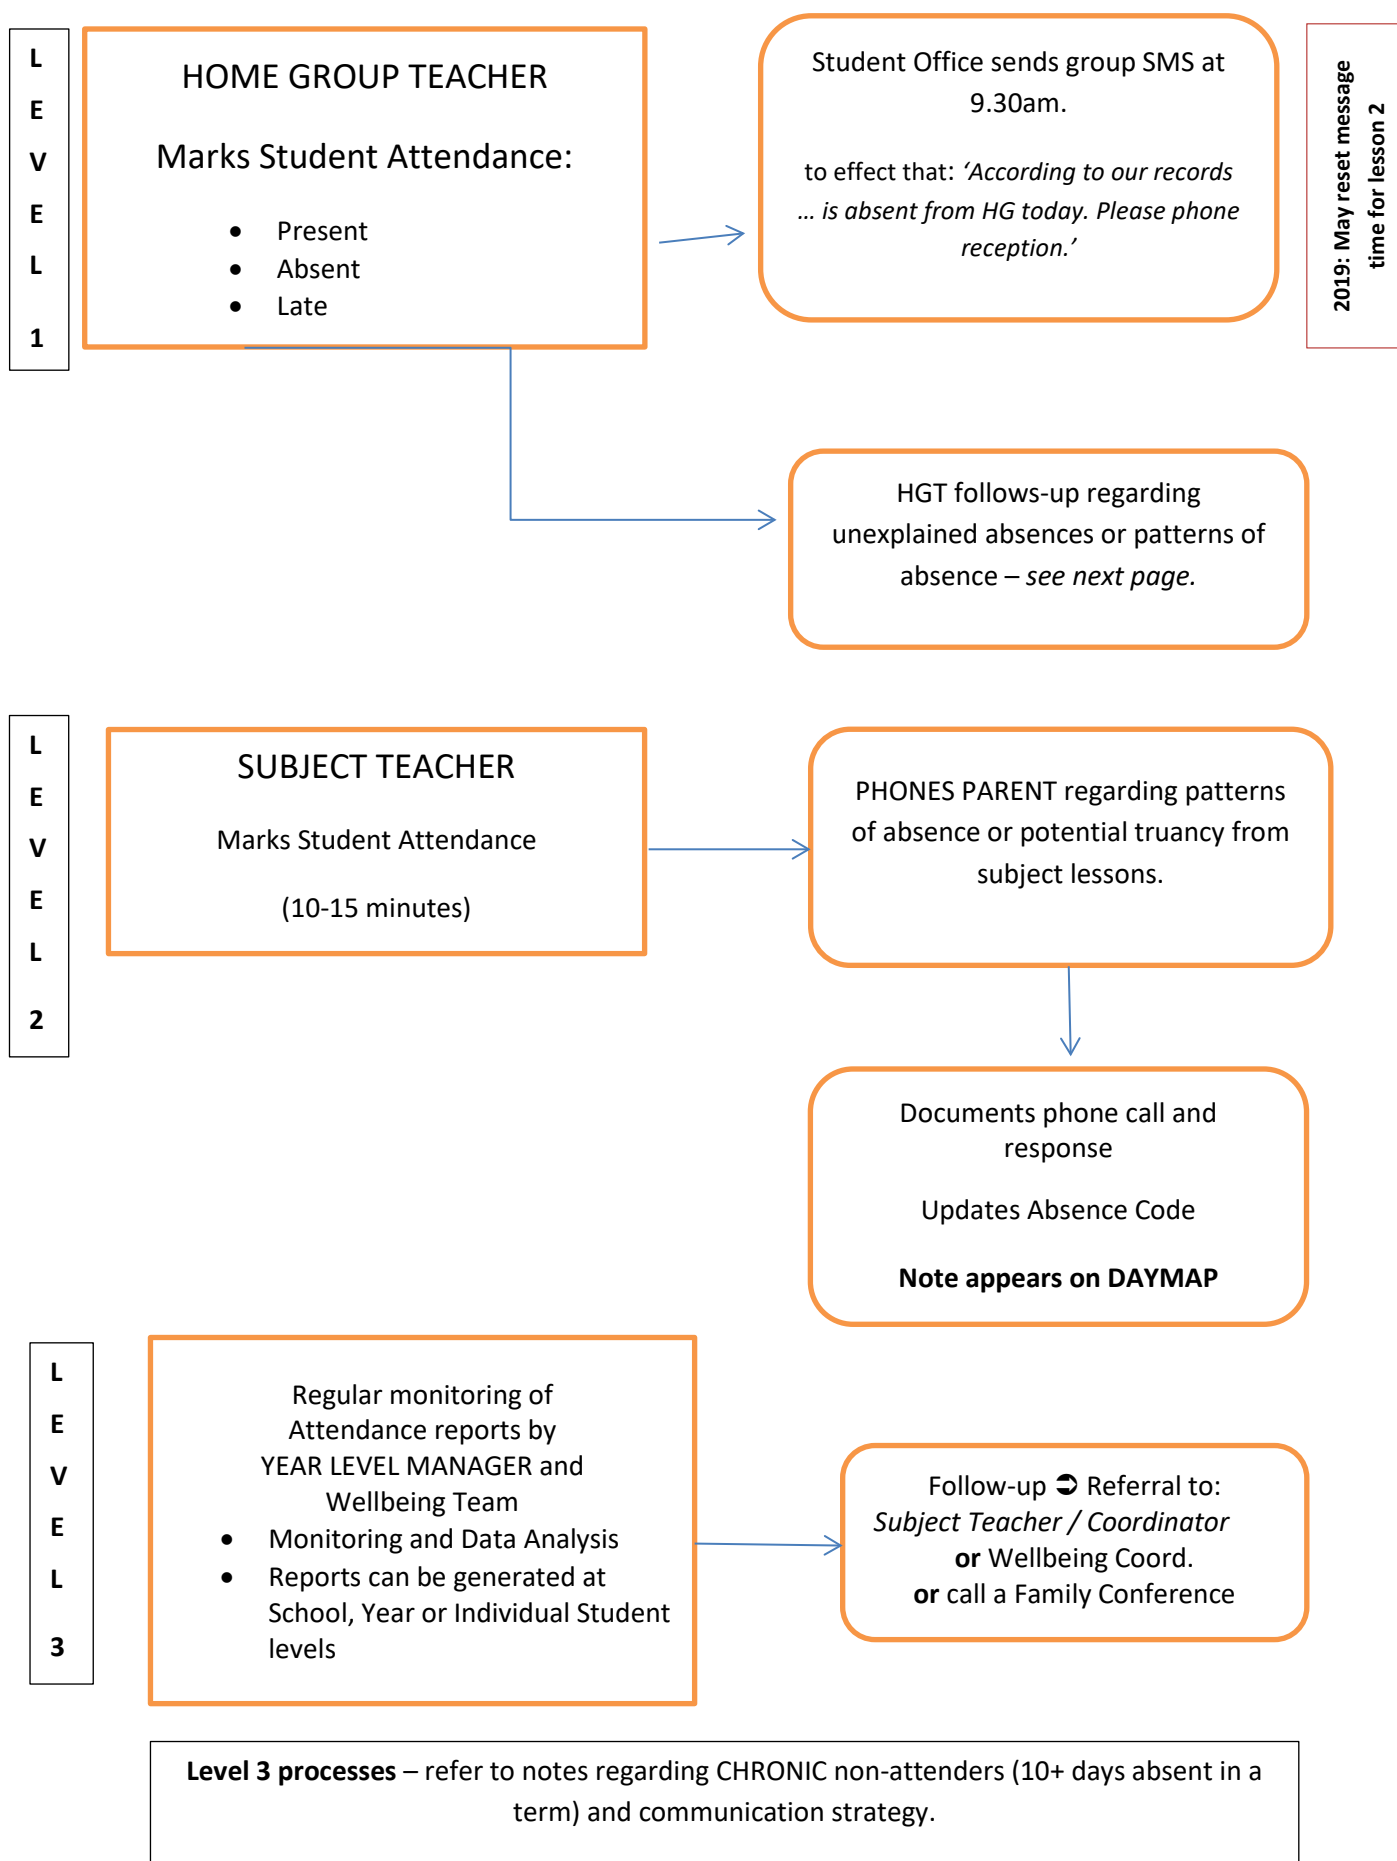 L
E
V
E
L
1
HOME GROUP TEACHER
Marks Student Attendance:
• Present
• Absent
• Late
Student Office sends group SMS at
9.30am.
to effect that: ‘According to our records
... is absent from HG today. Please phone
reception.’
2019: May reset message
time for lesson 2
HGT follows-up regarding
unexplained absences or patterns of
absence – see next page.
L
E
V
E
L
2
SUBJECT TEACHER
Marks Student Attendance
(10-15 minutes)
PHONES PARENT regarding patterns
of absence or potential truancy from
subject lessons.
Documents phone call and
response
Updates Absence Code
Note appears on DAYMAP
L
E
V
E
L
3
Regular monitoring of
Attendance reports by
YEAR LEVEL MANAGER and
Wellbeing Team
• Monitoring and Data Analysis
• Reports can be generated at
School, Year or Individual Student
levels
Follow-up ➲ Referral to:
Subject Teacher / Coordinator
or Wellbeing Coord.
or call a Family Conference
Level 3 processes – refer to notes regarding CHRONIC non-attenders (10+ days absent in a
term) and communication strategy.